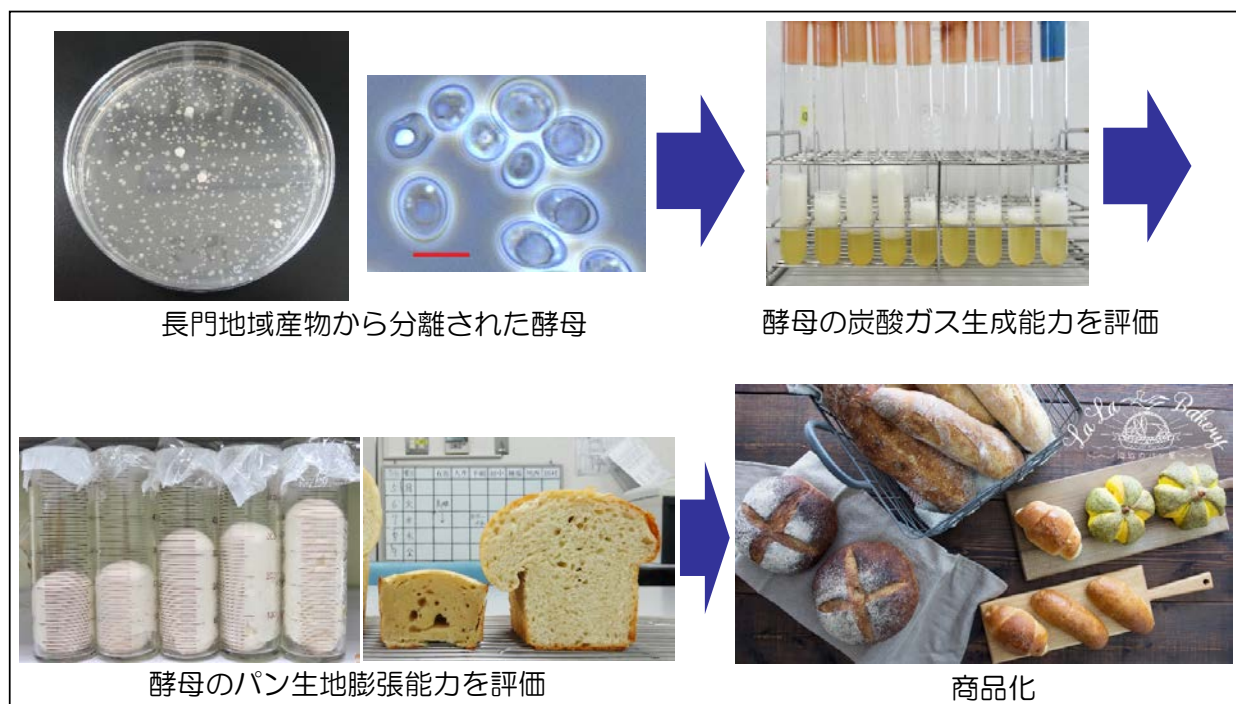 長門地域産物から分離された酵母
酵母の炭酸ガス生成能力を評価
酵母のパン生地膨張能力を評価
LaLa Bakery
商品化